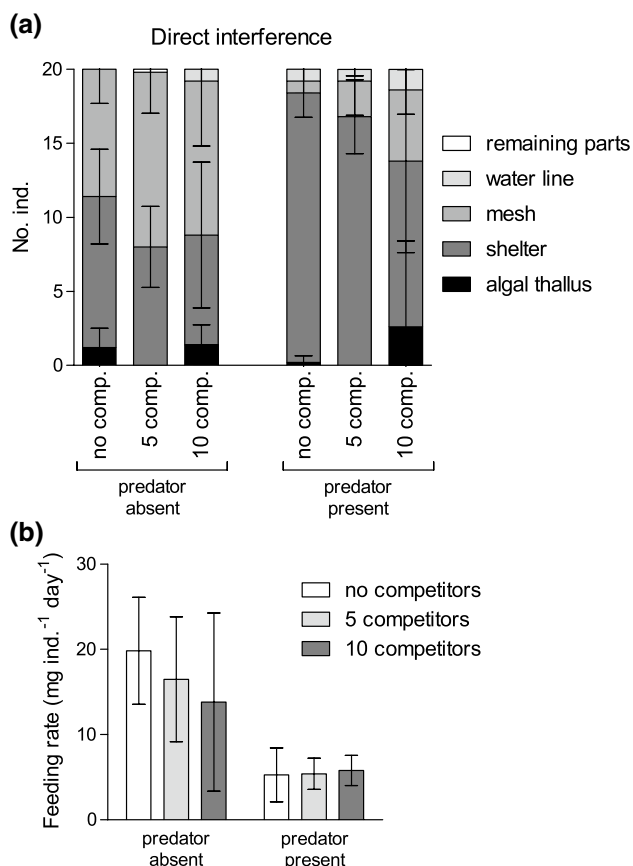 (a)
Direct interference
No. ind.
20
15
10
5
0
remaining parts
water line
mesh
shelter
algal thallus
no comp.
5 comp.
10 comp.
no comp.
5 comp.
10 comp.
predator
absent
predator
present
(b)
Feeding rate (mg ind.⁻¹ day⁻¹)
30
20
10
0
no competitors
5 competitors
10 competitors
predator
absent
predator
present